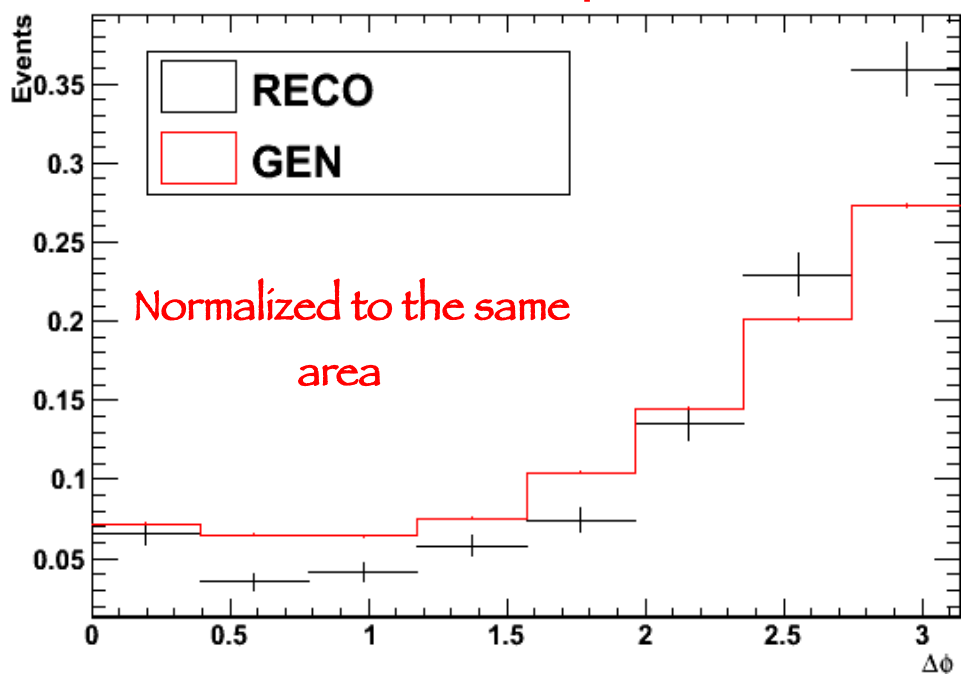 Events
0.35
0.3
0.25
0.2
0.15
0.1
0.05
RECO
GEN
Normalized to the same
area
0 0.5 1 1.5 2 2.5 3
Δϕ